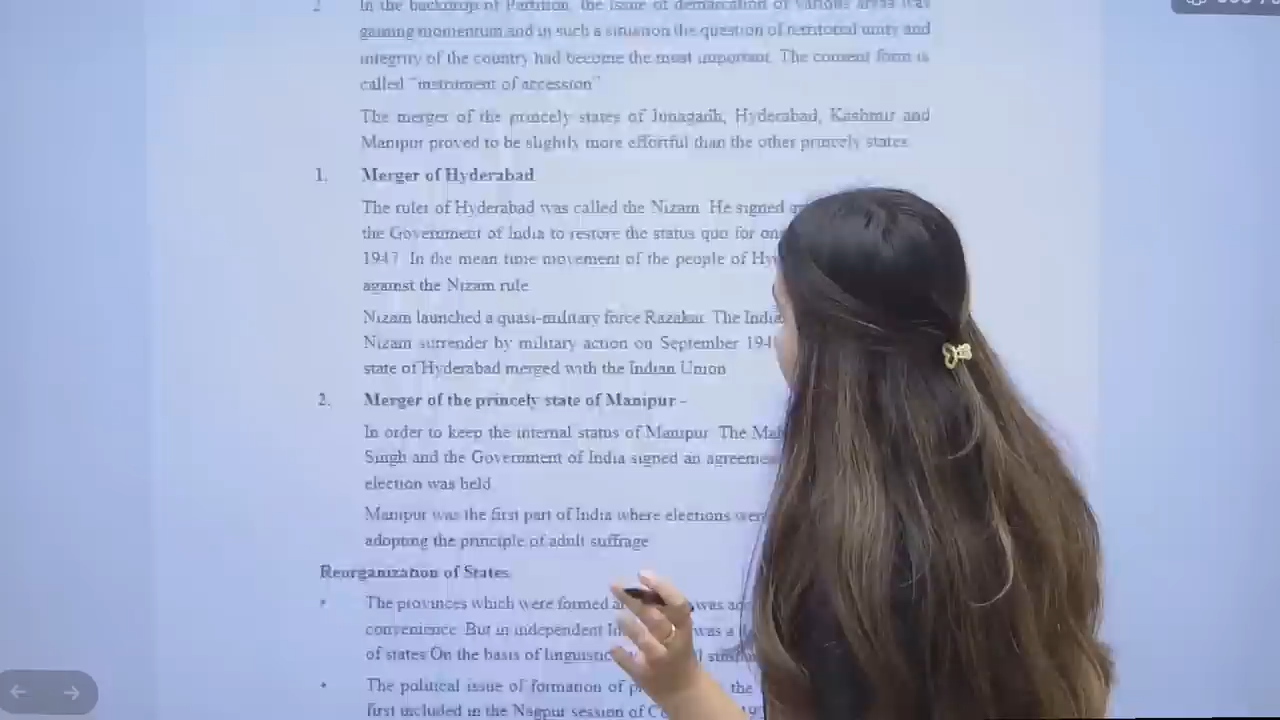 2 In the backdrop of Partition, the issue of demarcation of various areas was
gaining momentum and in such a situation the question of territorial unity and
integrity of the country had become the most important. The consent form is
called "instrument of accession"
The merger of the princely states of Junagadh, Hyderabad, Kashmir and
Manipur proved to be slightly more effortful than the other princely states.
1. Merger of Hyderabad
The ruler of Hyderabad was called the Nizam. He signed
the Government of India to restore the status quo for
1947. In the mean time movement of the people of
against the Nizam rule.
Nizam launched a quasi-military force Razakar. The
Nizam surrender by military action on September
state of Hyderabad merged with the Indian Union
2. Merger of the princely state of Manipur -
In order to keep the internal status of Manipur. The
Singh and the Government of India signed an
election was held.
Manipur was the first part of India where elections
adopting the principle of adult suffrage
Reorganization of States
• The provinces which were formed was
convenience. But in independent was a
of states On the basis of
• The political issue of formation of the
first included in the Nagpur session of